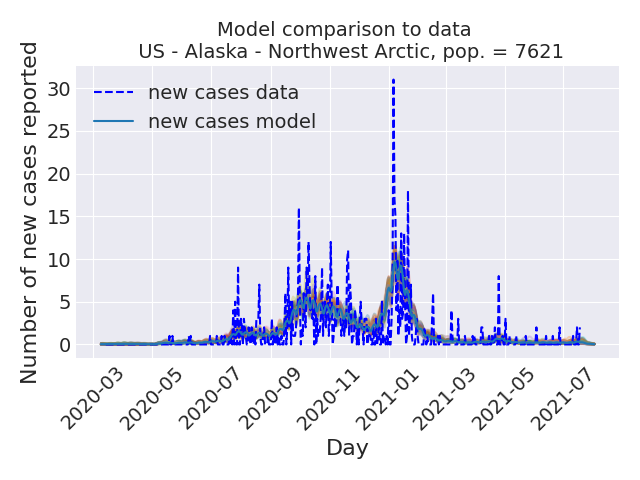 Model comparison to data
US - Alaska - Northwest Arctic, pop. = 7621
Number of new cases reported
30
25
20
15
10
5
0
new cases data
new cases model
2020-03
2020-05
2020-07
2020-09
2020-11
2021-01
2021-03
2021-05
2021-07
Day